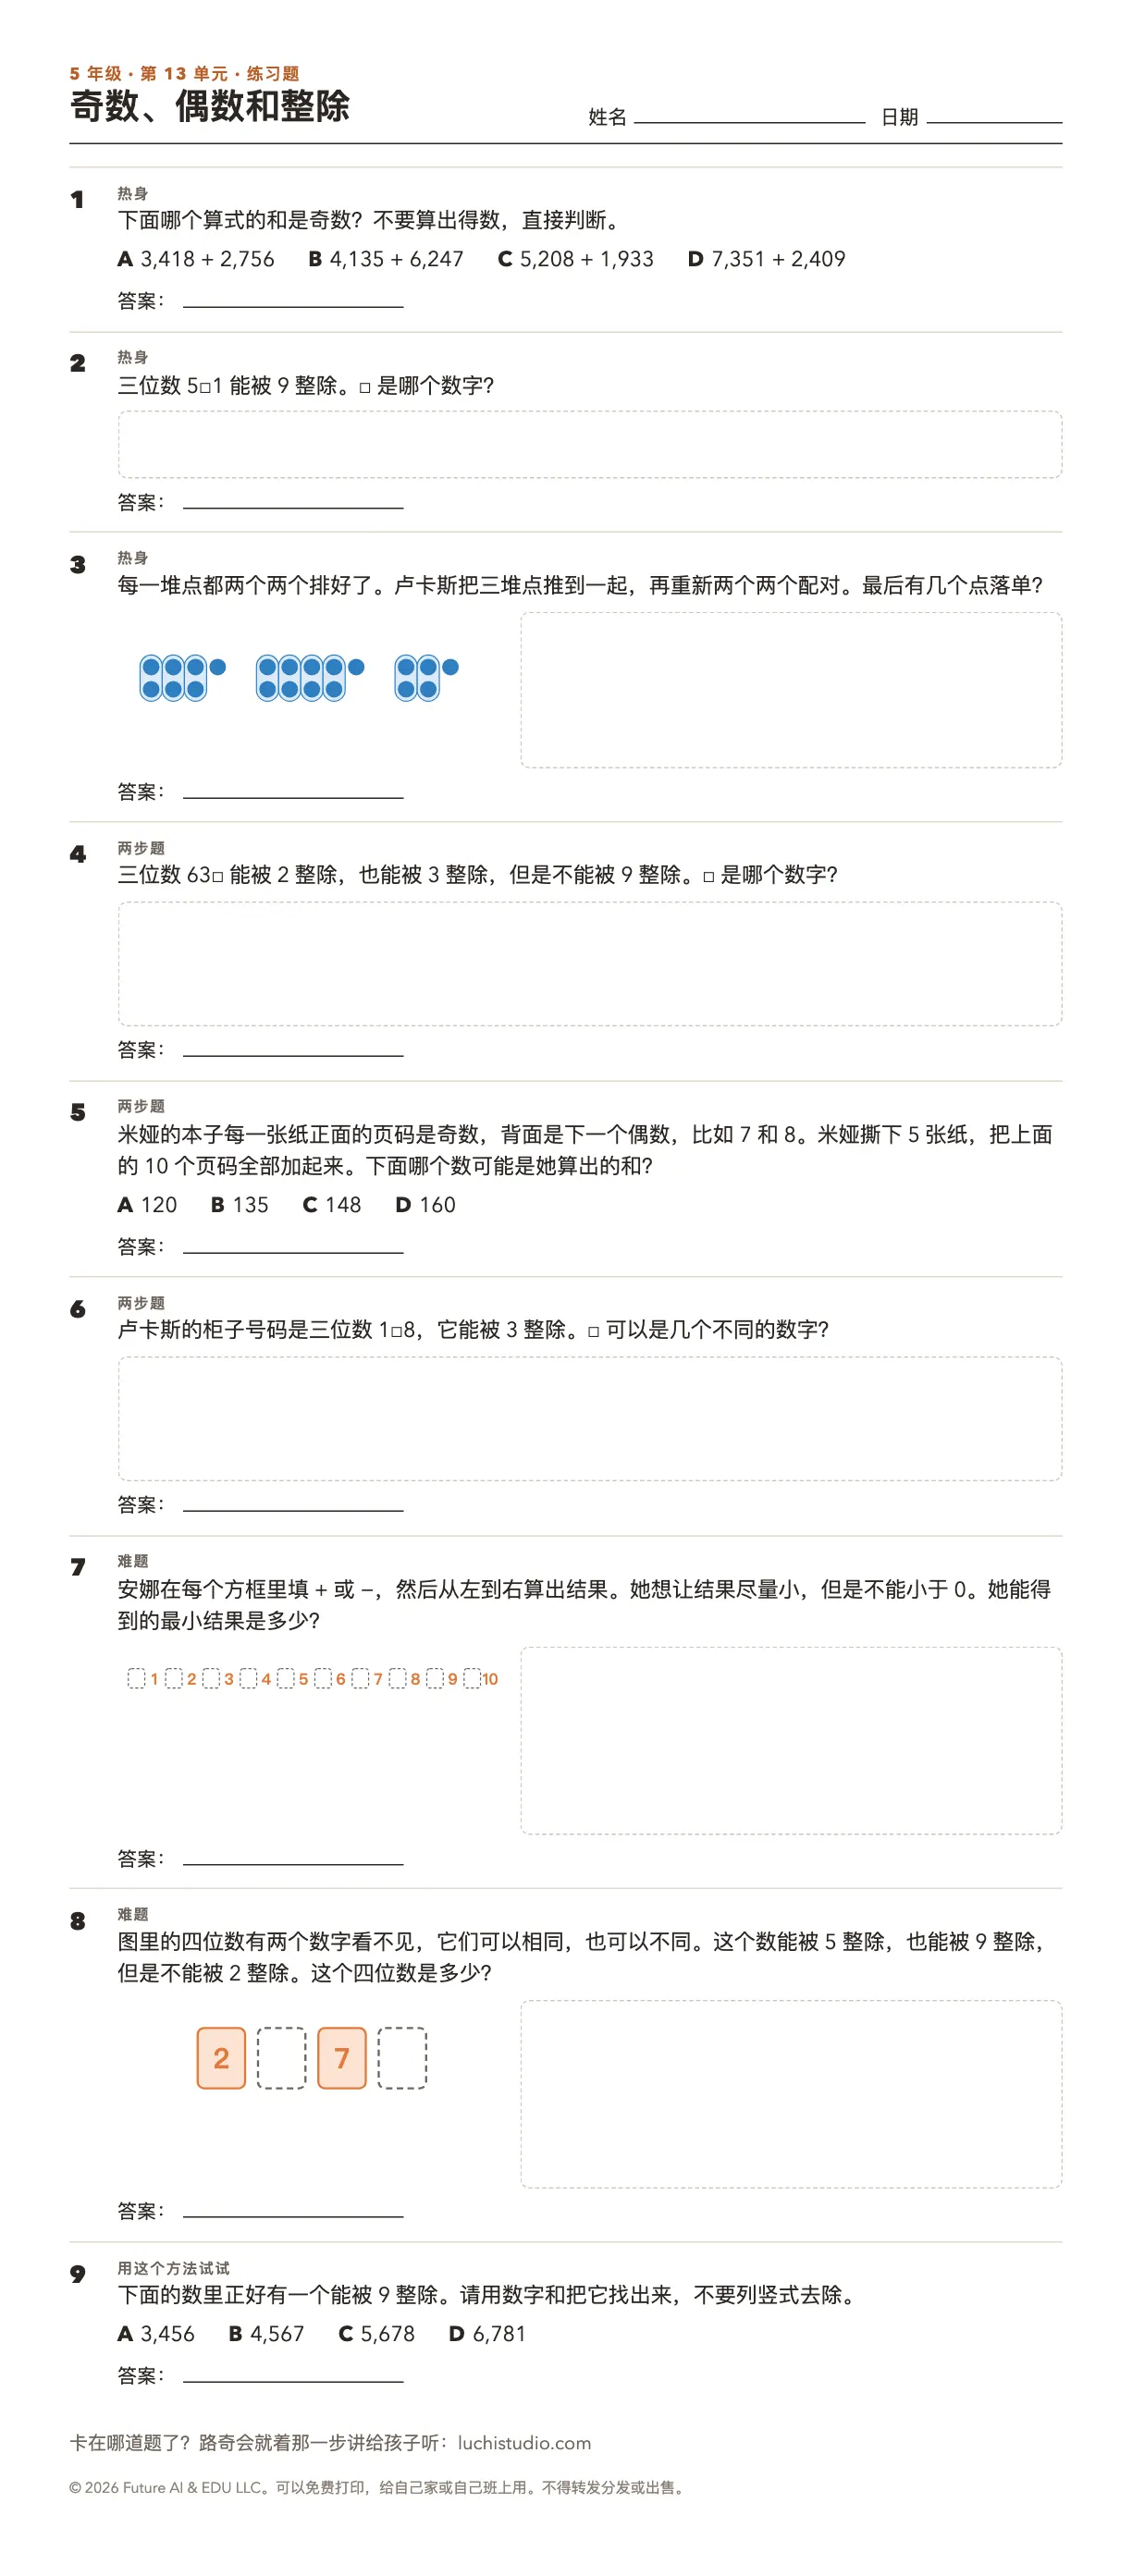 5 年级 · 第 13 单元 · 练习题
奇数、偶数和整除
姓名 日期
1 热身
下面哪个算式的和是奇数？不要算出得数，直接判断。
A 3,418 + 2,756 B 4,135 + 6,247 C 5,208 + 1,933 D 7,351 + 2,409
答案：
2 热身
三位数 5□1 能被 9 整除。□ 是哪个数字？
答案：
3 热身
每一堆点都两个两个排好了。卢卡斯把三堆点推到一起，再重新两个两个配对。最后有几个点落单？
答案：
4 两步题
三位数 63□ 能被 2 整除，也能被 3 整除，但是不能被 9 整除。□ 是哪个数字？
答案：
5 两步题
米娅的本子每一张纸正面的页码是奇数，背面是下一个偶数，比如 7 和 8。米娅撕下 5 张纸，把上面
的 10 个页码全部加起来。下面哪个数可能是她算出的和？
A 120 B 135 C 148 D 160
答案：
6 两步题
卢卡斯的柜子号码是三位数 1□8，它能被 3 整除。□ 可以是几个不同的数字？
答案：
7 难题
安娜在每个方框里填 + 或 −，然后从左到右算出结果。她想让结果尽量小，但是不能小于 0。她能得
到的最小结果是多少？
□ 1 □ 2 □ 3 □ 4 □ 5 □ 6 □ 7 □ 8 □ 9 □ 10
答案：
8 难题
图里的四位数有两个数字看不见，它们可以相同，也可以不同。这个数能被 5 整除，也能被 9 整除，
但是不能被 2 整除。这个四位数是多少？
2 □ 7 □
答案：
9 用这个方法试试
下面的数里正好有一个能被 9 整除。请用数字和把它找出来，不要列竖式去除。
A 3,456 B 4,567 C 5,678 D 6,781
答案：
卡在哪道题了？路奇会就着那一步讲给孩子听：luchistudio.com
© 2026 Future AI & EDU LLC。可以免费打印，给自己家或自己班上用。不得转发分发或出售。